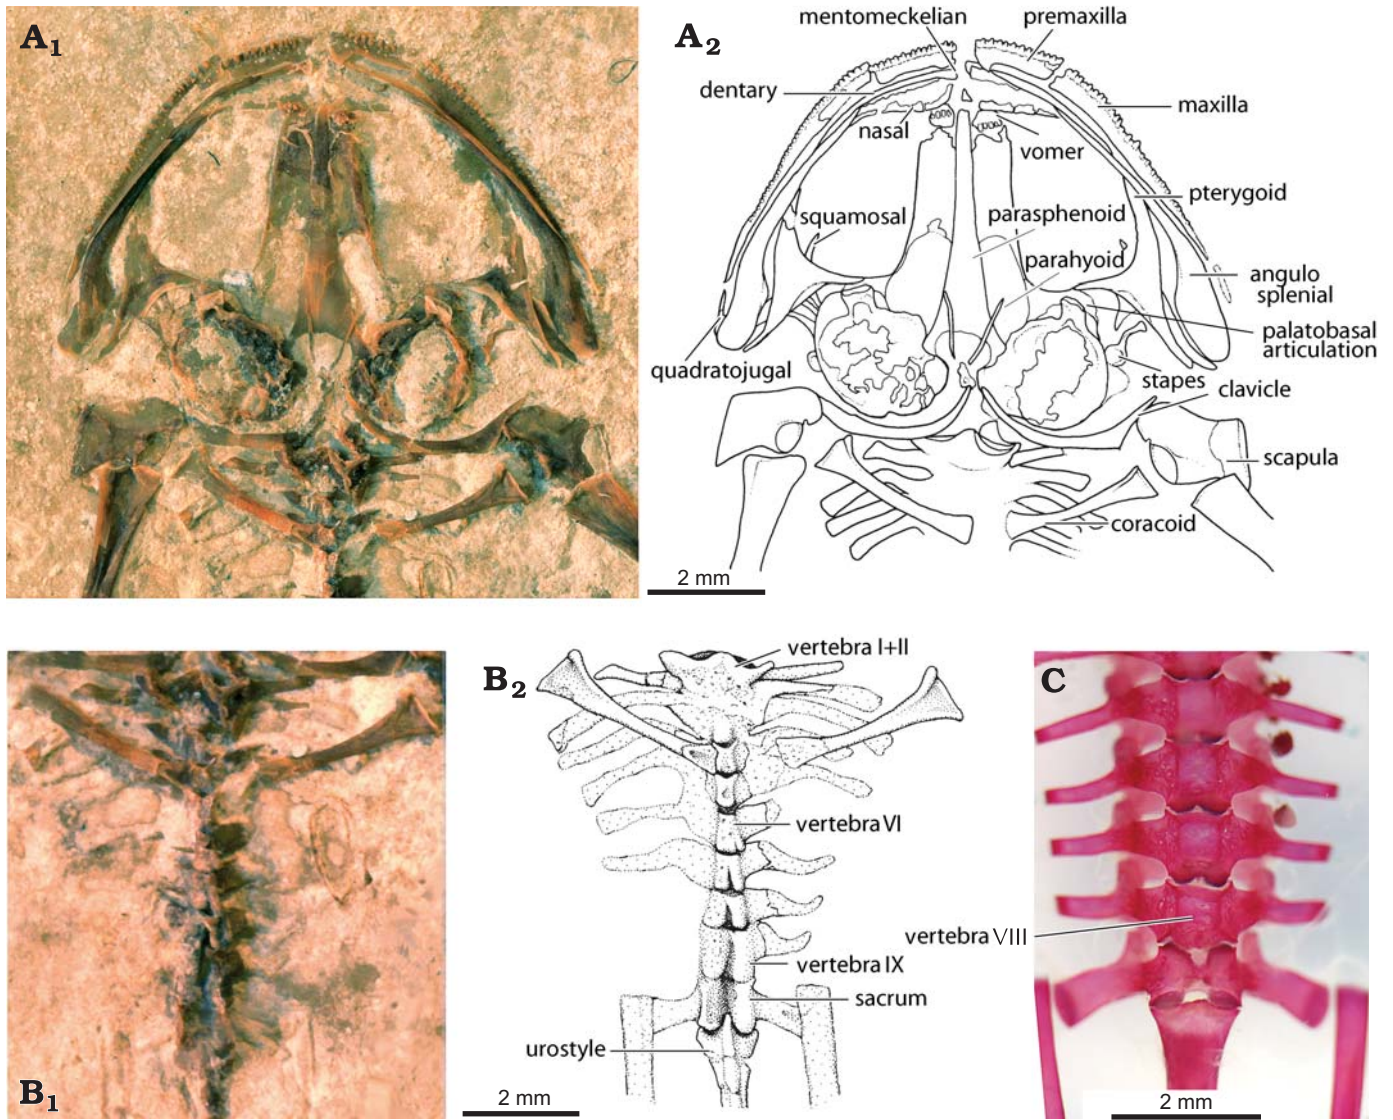 A1
A2
mentomeckelian
premaxilla
dentary
maxilla
nasal
vomer
pterygoid
squamosal
parasphenoid
parahyoid
angulo
splenial
palatobasal
articulation
quadratojugal
stapes
clavicle
scapula
coracoid
2 mm
B1
B2
vertebra I+II
vertebra VI
vertebra IX
sacrum
urostyle
2 mm
C
vertebra VIII
2 mm